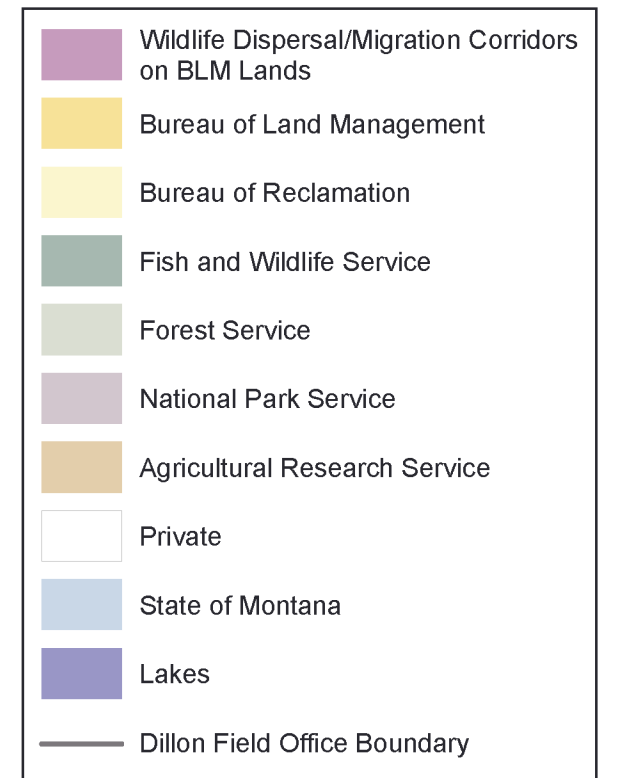 Wildlife Dispersal/Migration Corridors
on BLM Lands
Bureau of Land Management
Bureau of Reclamation
Fish and Wildlife Service
Forest Service
National Park Service
Agricultural Research Service
Private
State of Montana
Lakes
Dillon Field Office Boundary